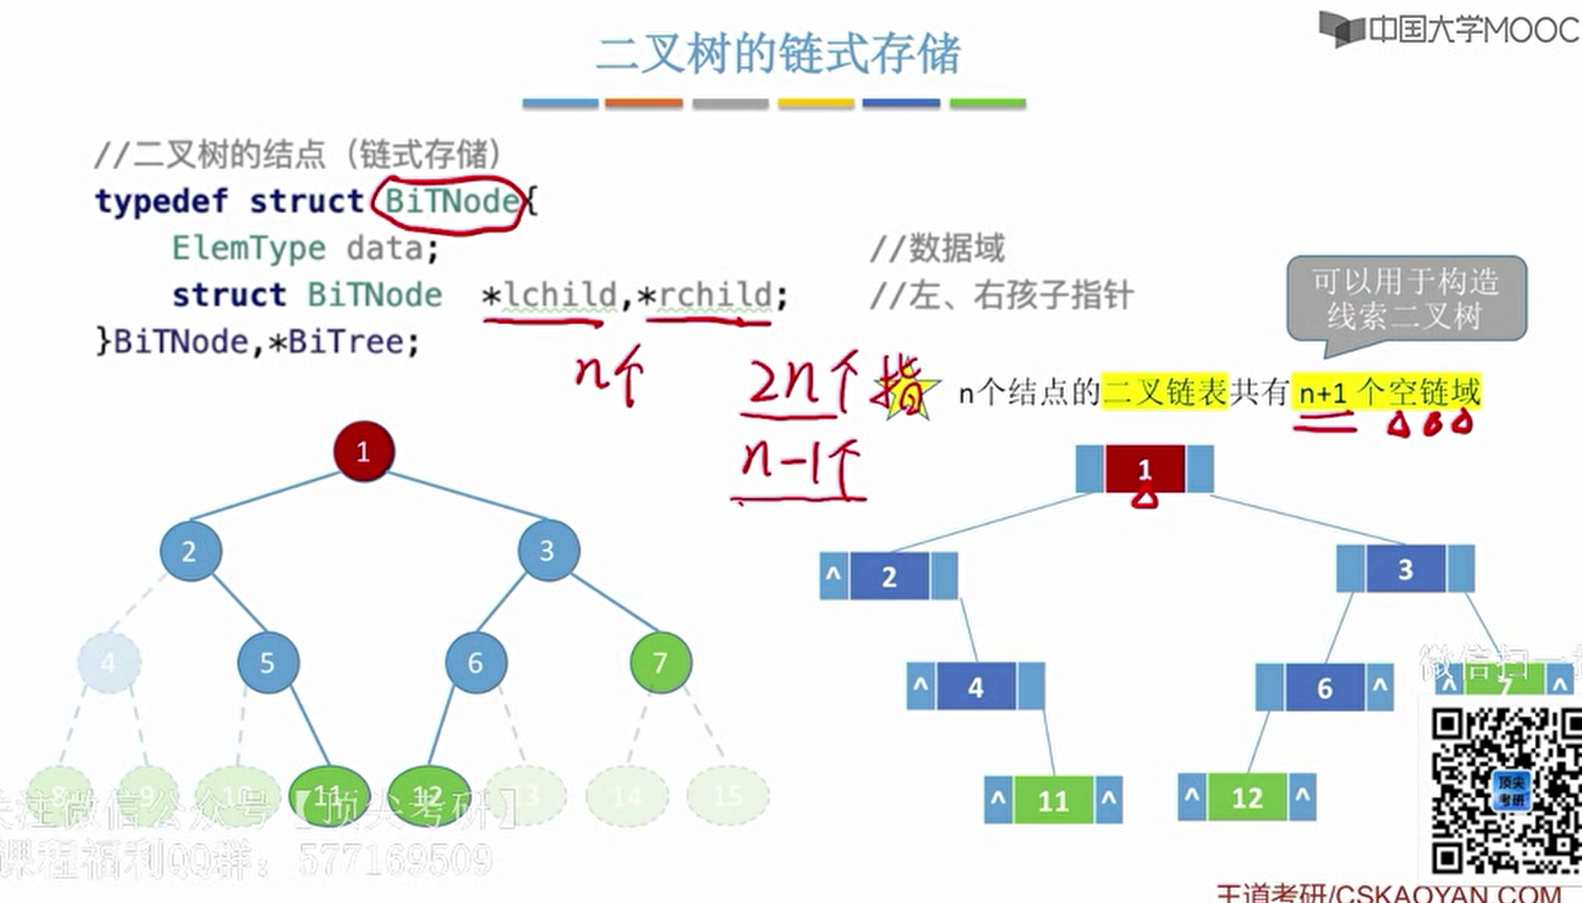 中国大学MOOC
二叉树的链式存储
//二叉树的结点（链式存储）
typedef struct BiTNode{
ElemType data; //数据域
struct BiTNode *lchild,*rchild; //左、右孩子指针
}BiTNode,*BiTree;
可以用于构造
线索二叉树
n个
2n个指
n个结点的二叉链表共有 n+1 个空链域
n-1个
1
2 3
4 5 6 7
8 9 10 11 12 13 14 15
1
^ 2
3
^ 4
6 ^
^ 7 ^
^ 11 ^
^ 12 ^
微信扫一扫
顶尖
考研
关注微信公众号【顶尖考研】
课程福利QQ群：577169509
王道考研/CSKAOYAN.COM